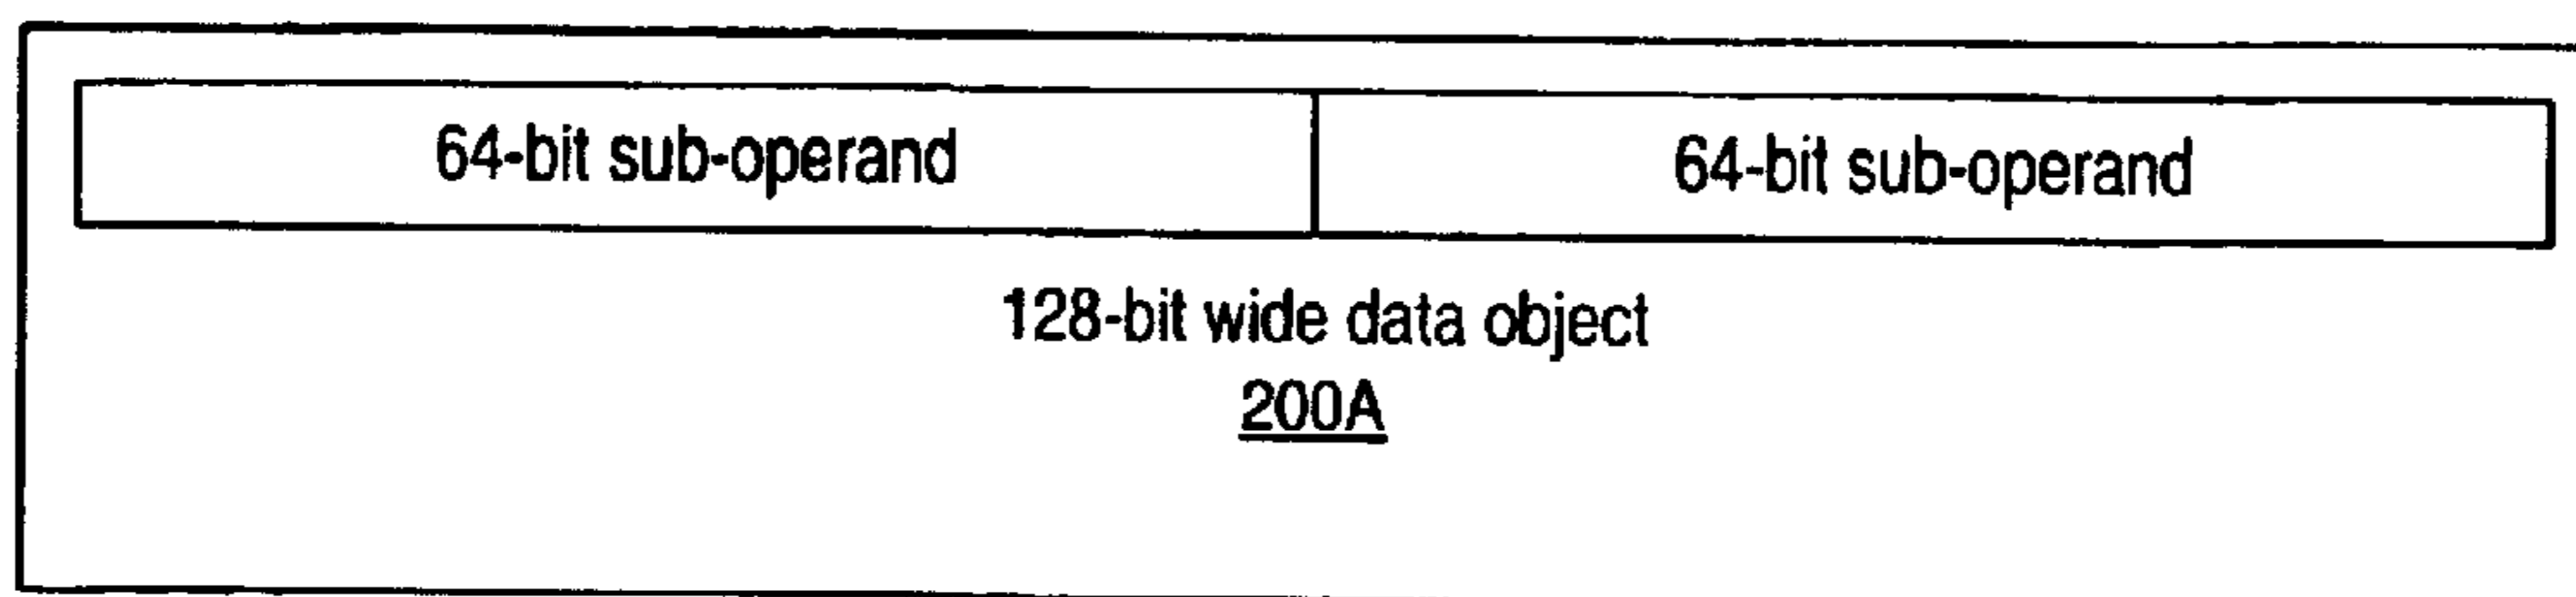 64-bit sub-operand 64-bit sub-operand
128-bit wide data object
200A